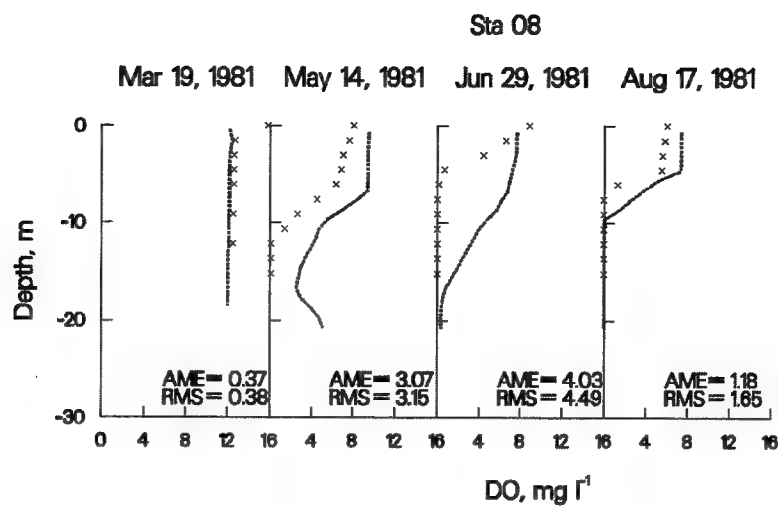 Sta 08
Mar 19, 1981 May 14, 1981 Jun 29, 1981 Aug 17, 1981
0
-10
-20
-30
Depth, m
AME= 0.37 AME= 3.07 AME= 4.03 AME= 1.18
RMS= 0.38 RMS= 3.15 RMS= 4.49 RMS= 1.65
0 4 8 12 16 4 8 12 16 4 8 12 16 4 8 12 16
DO, mg l⁻¹